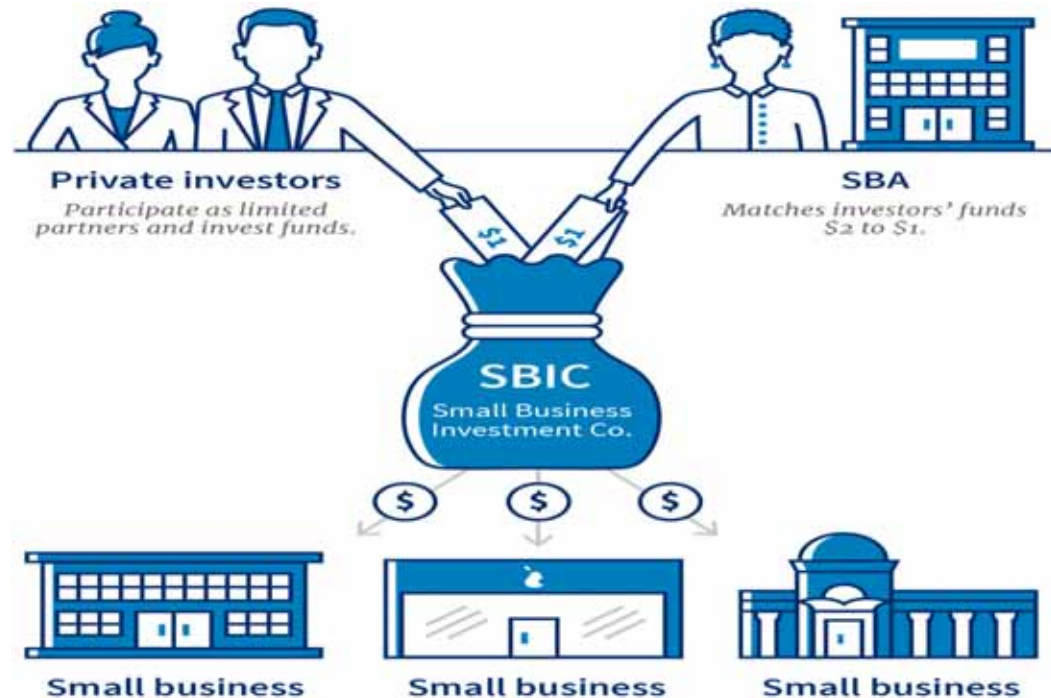 Private investors
Participate as limited
partners and invest funds.
SBA
Matches investors' funds
$2 to $1.
$1
$1
SBIC
Small Business
Investment Co.
$
$
$
Small business
Small business
Small business